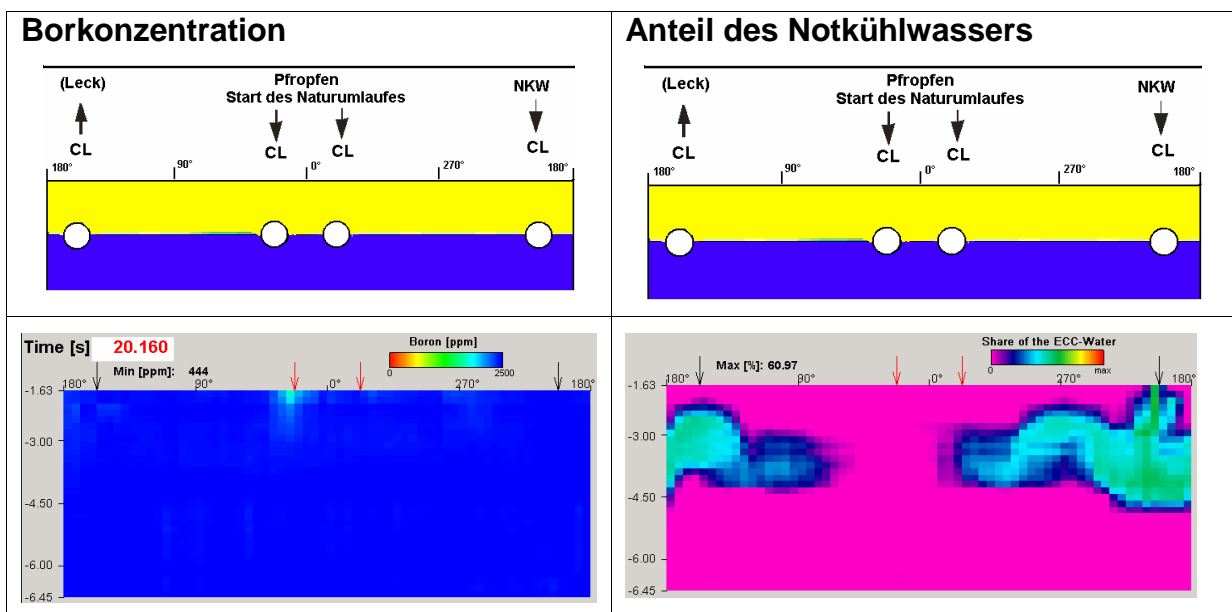 Borkonzentration
Anteil des Notkühlwassers
(Leck)
Pfropfen
Start des Naturumlaufes
NKW
CL CL CL CL
180° 90° 0° 270° 180°
(Leck)
Pfropfen
Start des Naturumlaufes
NKW
CL CL CL CL
180° 90° 0° 270° 180°
Time [s] 20.160
Boron [ppm]
0 2500
Min [ppm]: 444
180° 90° 0° 270° 180°
-1.63
-3.00
-4.50
-6.00
-6.45
Share of the ECC-Water
0 max
Max [%]: 60.97
180° 90° 0° 270° 180°
-1.63
-3.00
-4.50
-6.00
-6.45